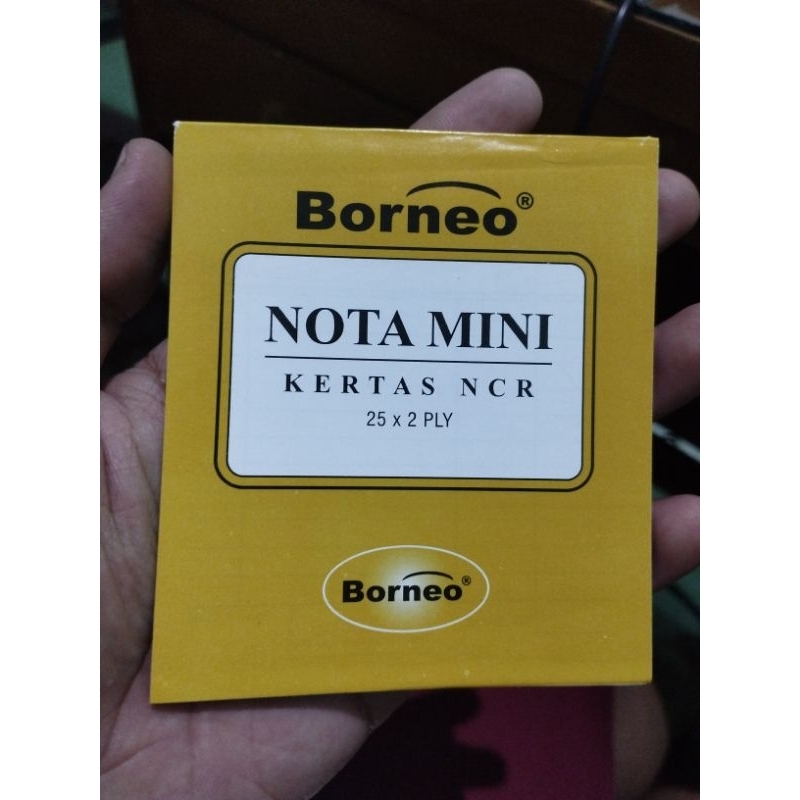 Borneo®
NOTA MINI
KERTAS NCR
25 x 2 PLY
Borneo®